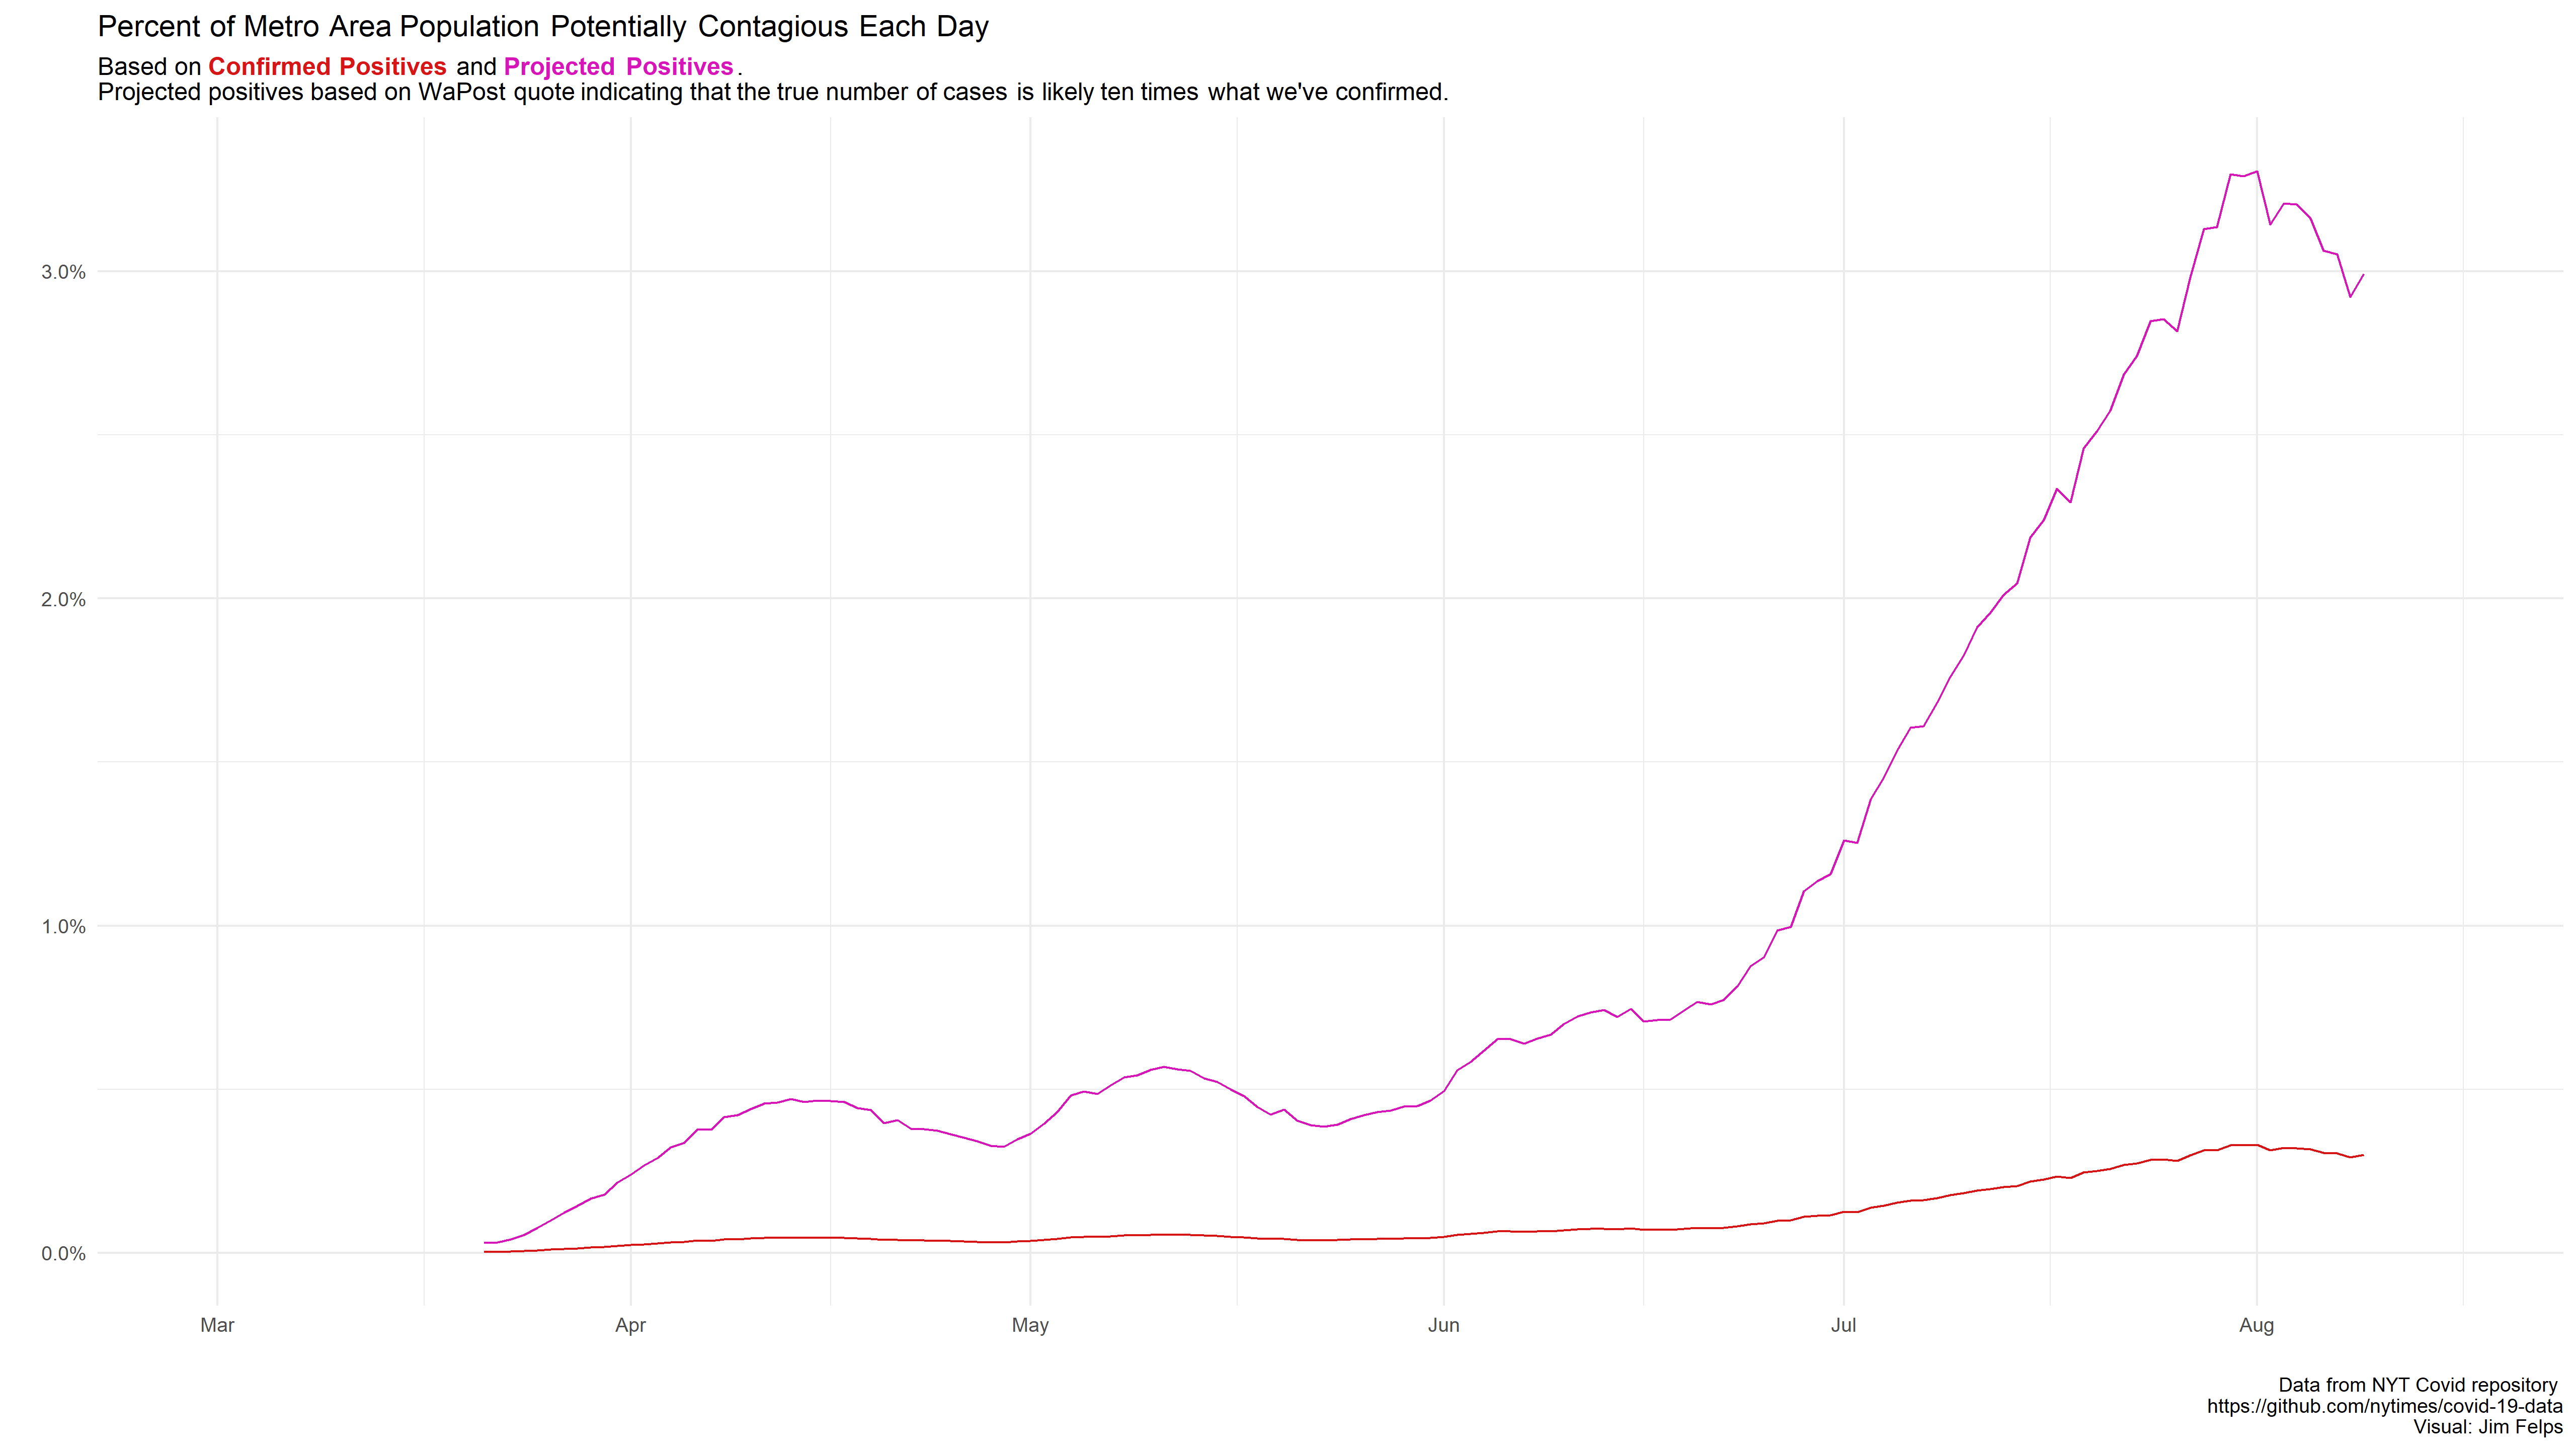 Percent of Metro Area Population Potentially Contagious Each Day
Based on Confirmed Positives and Projected Positives.
Projected positives based on WaPost quote indicating that the true number of cases is likely ten times what we've confirmed.
3.0%
2.0%
1.0%
0.0%
Mar Apr May Jun Jul Aug
Data from NYT Covid repository
https://github.com/nytimes/covid-19-data
Visual: Jim Felps